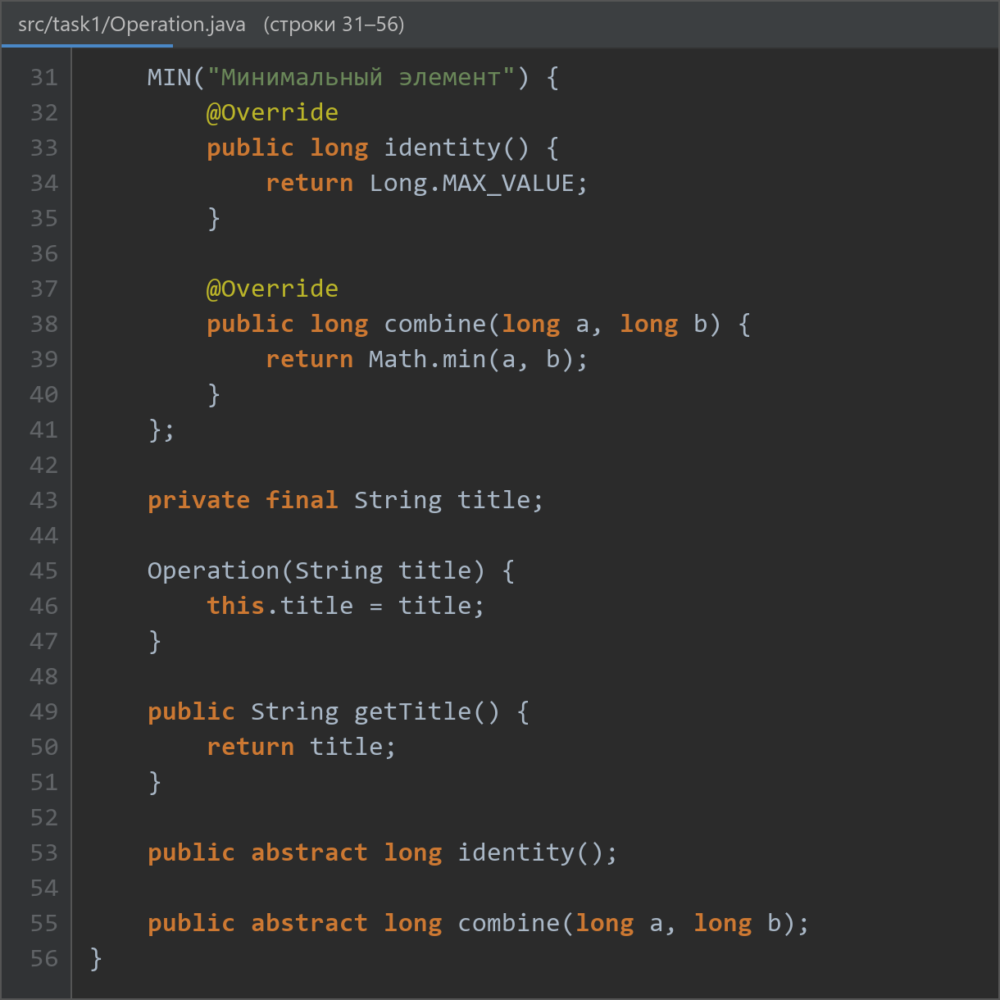 src/task1/Operation.java (строки 31–56)
31 MIN("Минимальный элемент") {
32 @Override
33 public long identity() {
34 return Long.MAX_VALUE;
35 }
36
37 @Override
38 public long combine(long a, long b) {
39 return Math.min(a, b);
40 }
41 };
42
43 private final String title;
44
45 Operation(String title) {
46 this.title = title;
47 }
48
49 public String getTitle() {
50 return title;
51 }
52
53 public abstract long identity();
54
55 public abstract long combine(long a, long b);
56 }